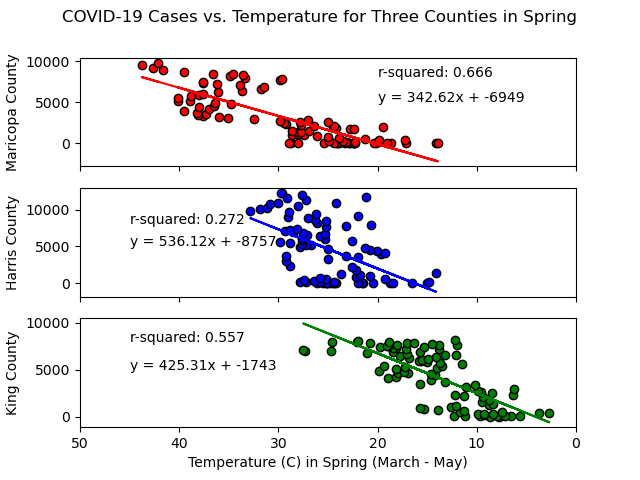 COVID-19 Cases vs. Temperature for Three Counties in Spring
10000
5000
0
Maricopa County
r-squared: 0.666
y = 342.62x + -6949
10000
5000
0
Harris County
r-squared: 0.272
y = 536.12x + -8757
10000
5000
0
King County
r-squared: 0.557
y = 425.31x + -1743
50 40 30 20 10 0
Temperature (C) in Spring (March - May)